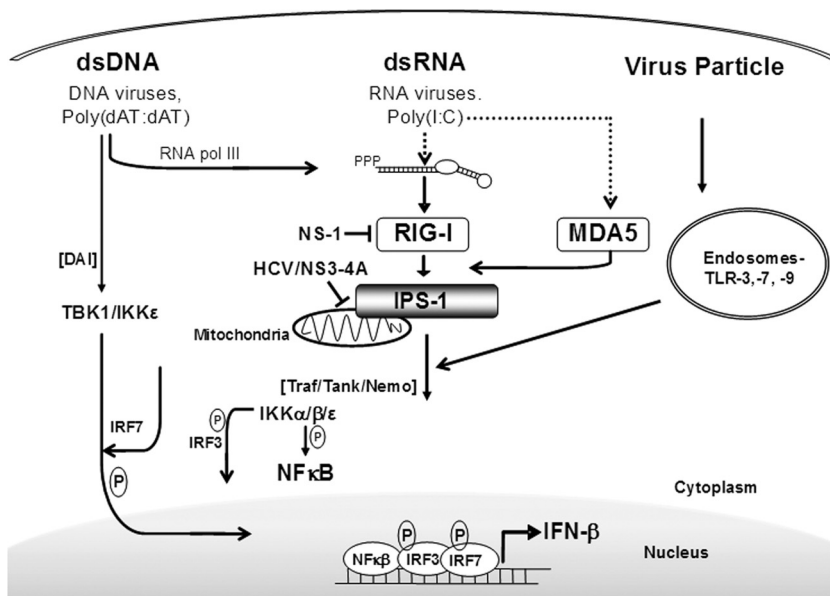 dsDNA
DNA viruses,
Poly(dAT:dAT)
RNA pol III
dsRNA
RNA viruses.
Poly(I:C)
PPP
Virus Particle
NS-1
RIG-I
MDA5
[DAI]
HCV/NS3-4A
IPS-1
Endosomes-
TLR-3,-7, -9
TBK1/IKKε
Mitochondria
[Traf/Tank/Nemo]
IKKα/β/ε
P
IRF7
IRF3
P
NFκB
P
Cytoplasm
P
P
IFN-β
Nucleus
NFκβ
IRF3
IRF7